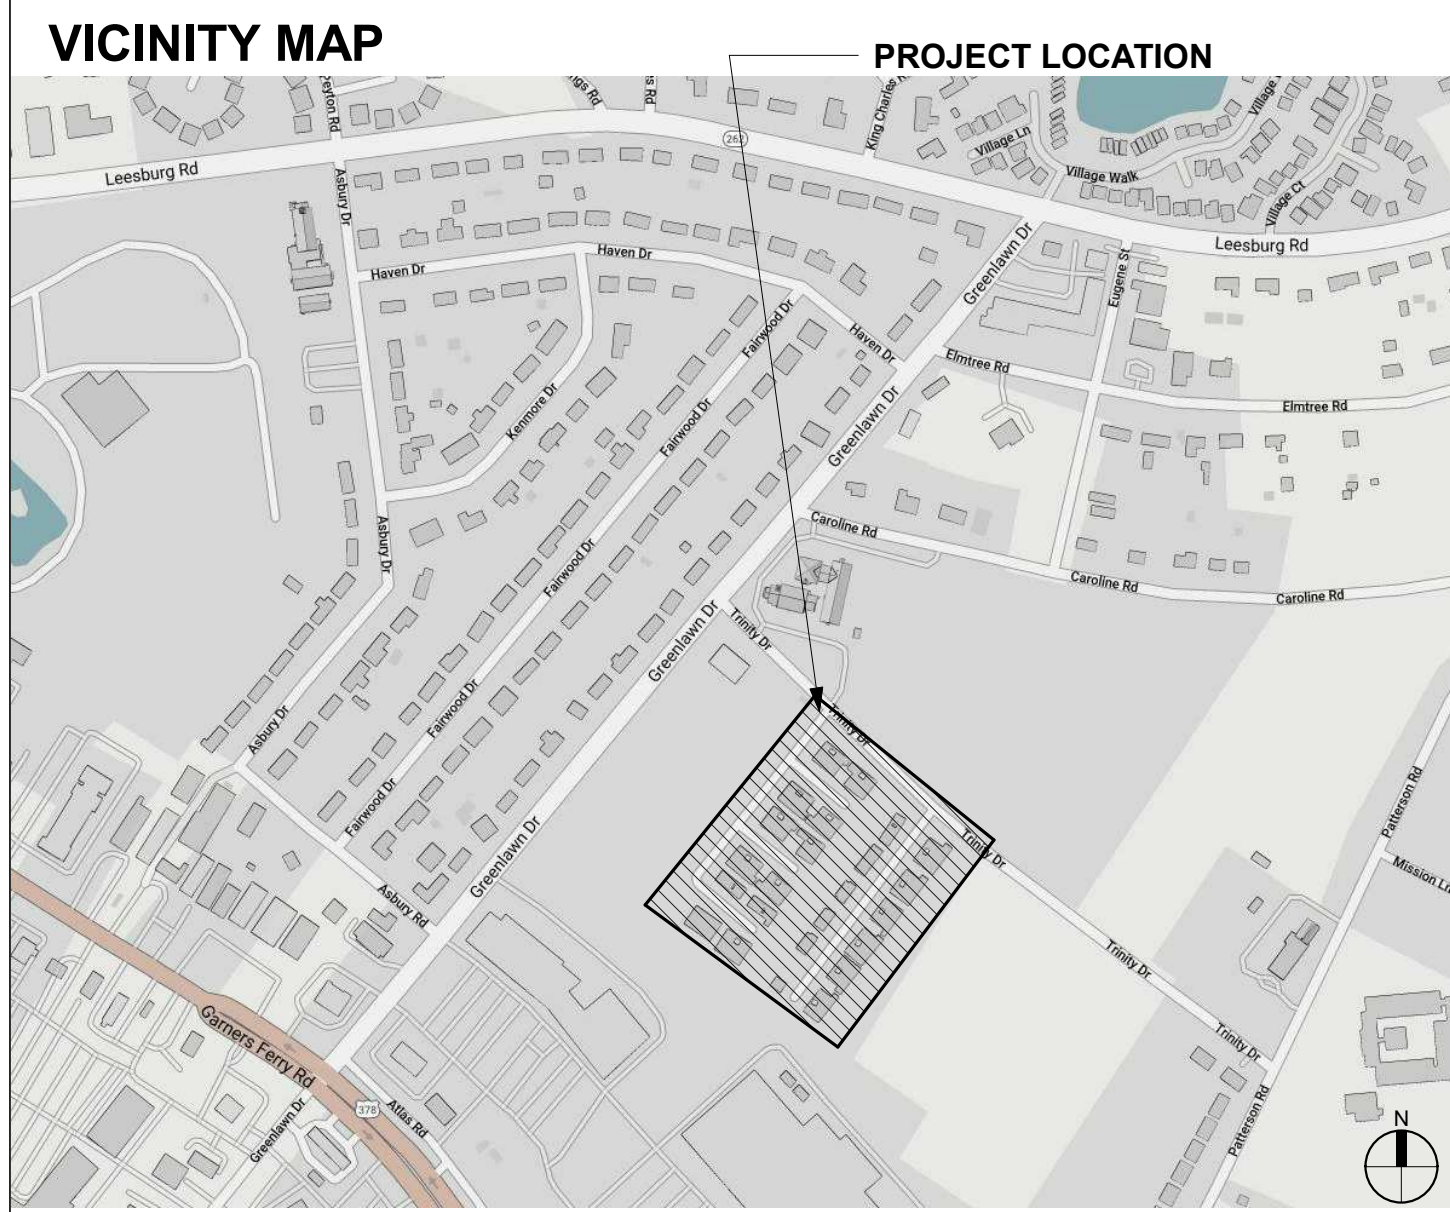 VICINITY MAP
PROJECT LOCATION
Peyton Rd
King Charles
Village
262
Village Ln
Leesburg Rd
Asbury Dr
Village Walk
Village Ct
Greenlawn Dr
Leesburg Rd
Haven Dr
Haven Dr
Eugene St
Fairwood Dr
Haven Dr
Elmtree Rd
Kenmore Dr
Fairwood Dr
Greenlawn Dr
Elmtree Rd
Asbury Dr
Caroline Rd
Fairwood Dr
Caroline Rd
Caroline Rd
Greenlawn Dr
Trinity Dr
Asbury Dr
Fairwood Dr
Trinity Dr
Patterson Rd
Fairwood Dr
Greenlawn Dr
Trinity Dr
Mission Ln
Asbury Rd
Trinity Dr
Garners Ferry Rd
Trinity Dr
378
Atlas Rd
Greenlawn Dr
Patterson Rd
N